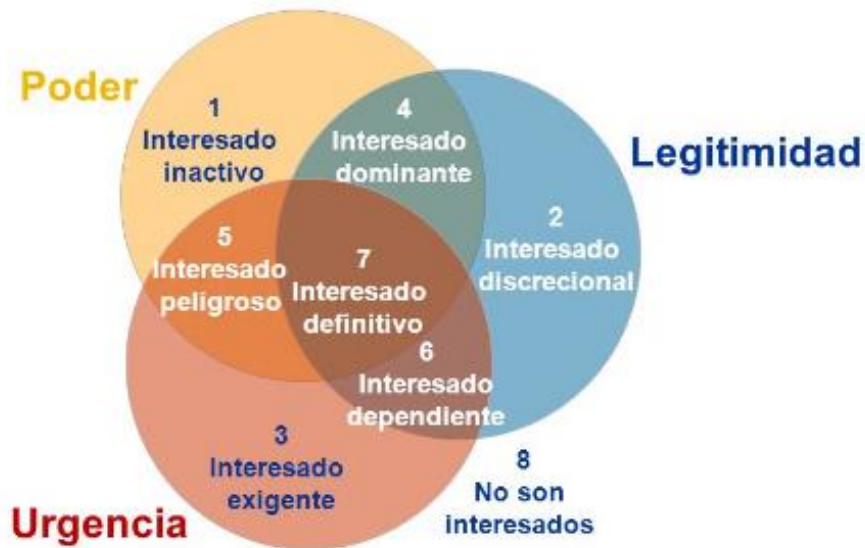 Poder
1
Interesado
inactivo
4
Interesado
dominante
Legitimidad
2
Interesado
discrecional
5
Interesado
peligroso
7
Interesado
definitivo
6
Interesado
dependiente
3
Interesado
exigente
8
No son
interesados
Urgencia